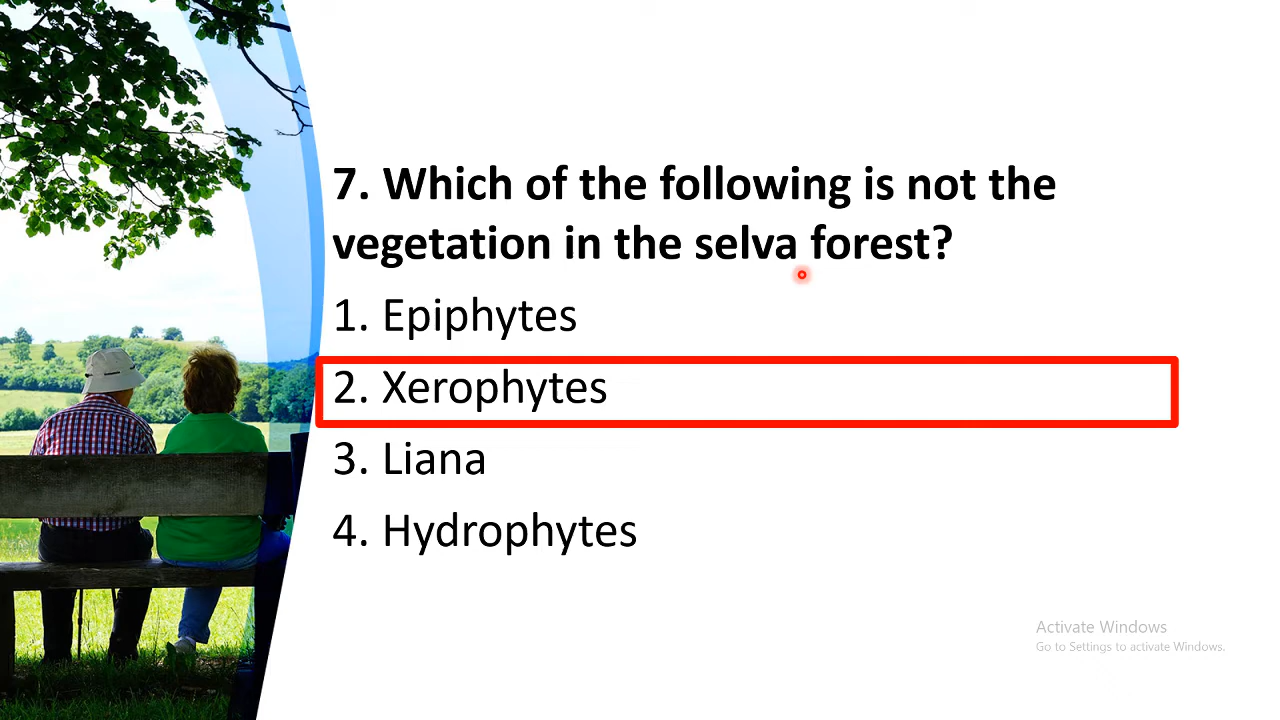 7. Which of the following is not the
vegetation in the selva forest?
1. Epiphytes
2. Xerophytes
3. Liana
4. Hydrophytes
Activate Windows
Go to Settings to activate Windows.